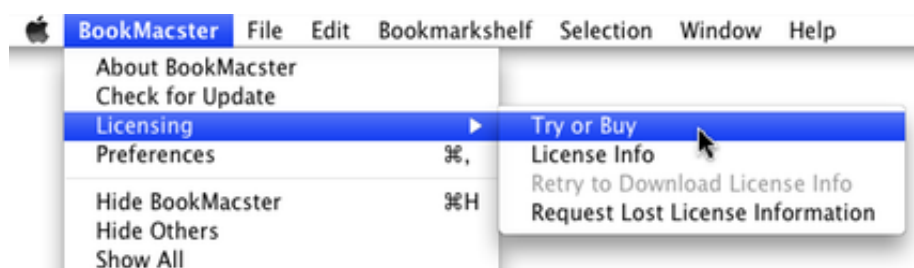 BookMacster File Edit Bookmarkshelf Selection Window Help
About BookMacster
Check for Update
Licensing
Try or Buy
Preferences ⌘,
License Info
Retry to Download License Info
Hide BookMacster ⌘H
Request Lost License Information
Hide Others
Show All